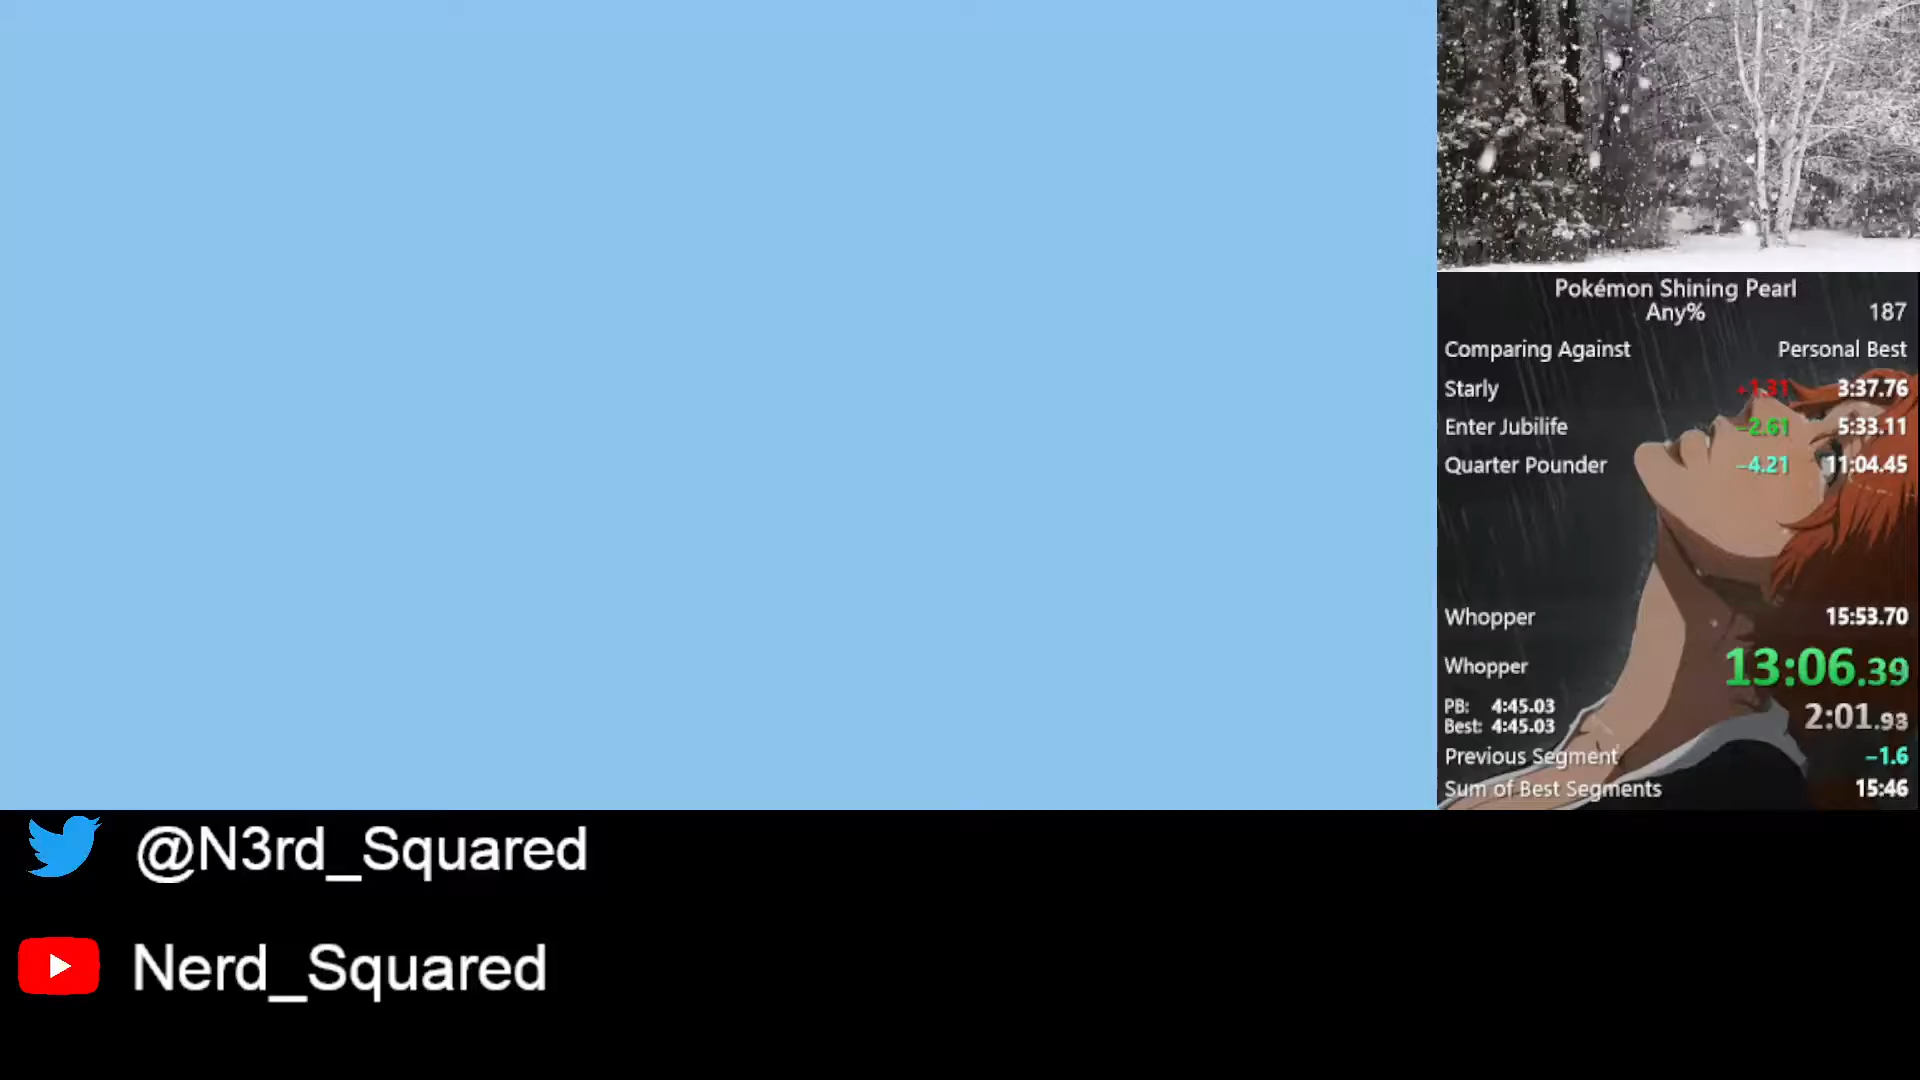 Pokémon Shining Pearl
Any% 187
Comparing Against Personal Best
Starly +1.31 3:37.76
Enter Jubilife −2.61 5:33.11
Quarter Pounder −4.21 11:04.45
Whopper 15:53.70
Whopper 13:06.39
PB: 4:45.03
2:01.93
Best: 4:45.03
Previous Segment −1.6
Sum of Best Segments 15:46
@N3rd_Squared
Nerd_Squared